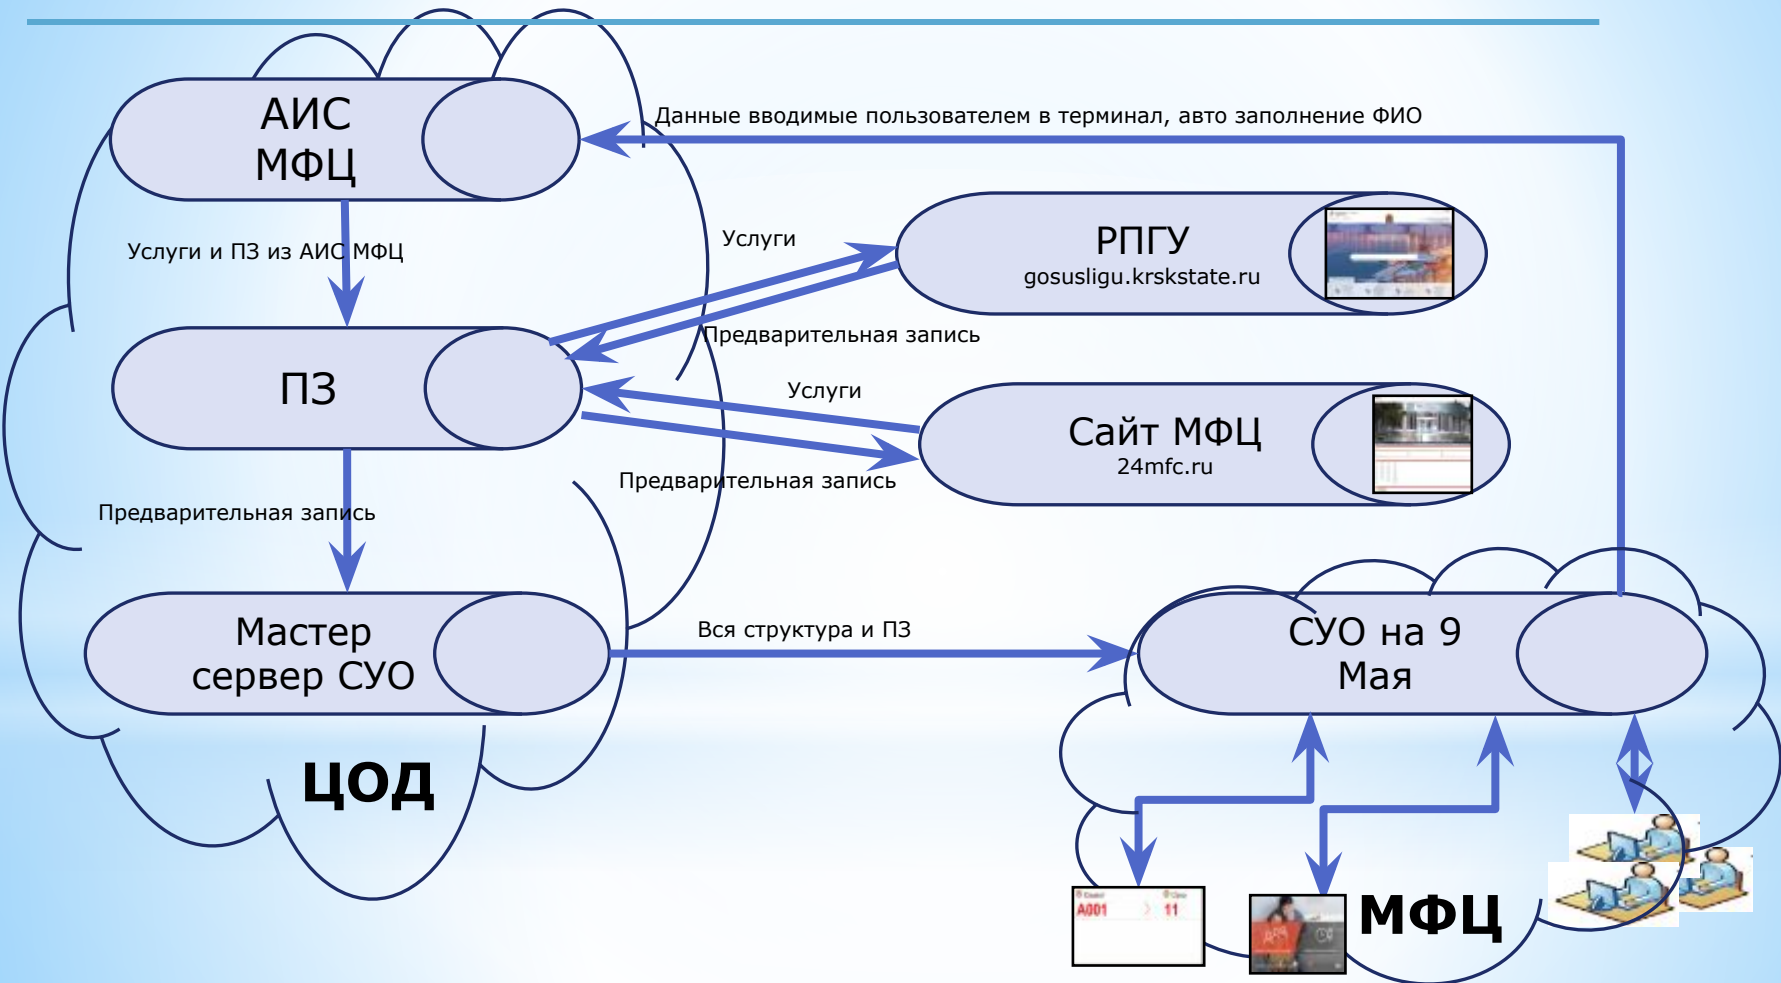 АИС
МФЦ
Данные вводимые пользователем в терминал, авто заполнение ФИО
Услуги и ПЗ из АИС МФЦ
Услуги
РПГУ
gosusligu.krskstate.ru
Предварительная запись
ПЗ
Услуги
Сайт МФЦ
24mfc.ru
Предварительная запись
Предварительная запись
Мастер
сервер СУО
Вся структура и ПЗ
СУО на 9
Мая
ЦОД
A001 11
МФЦ